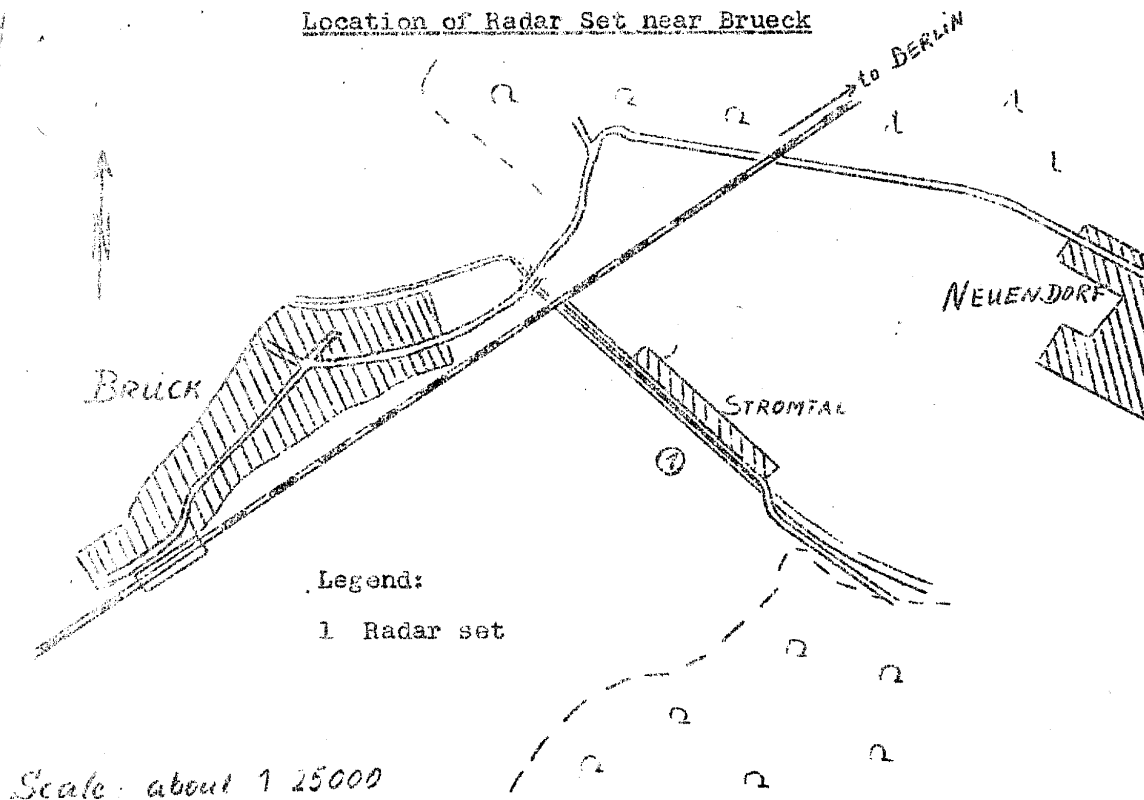 Location of Radar Set near Brueck
to BERLIN
NEUENDORF
BRÜCK
STROMTAL
1
Legend:
1 Radar set
Scale: about 1 25000